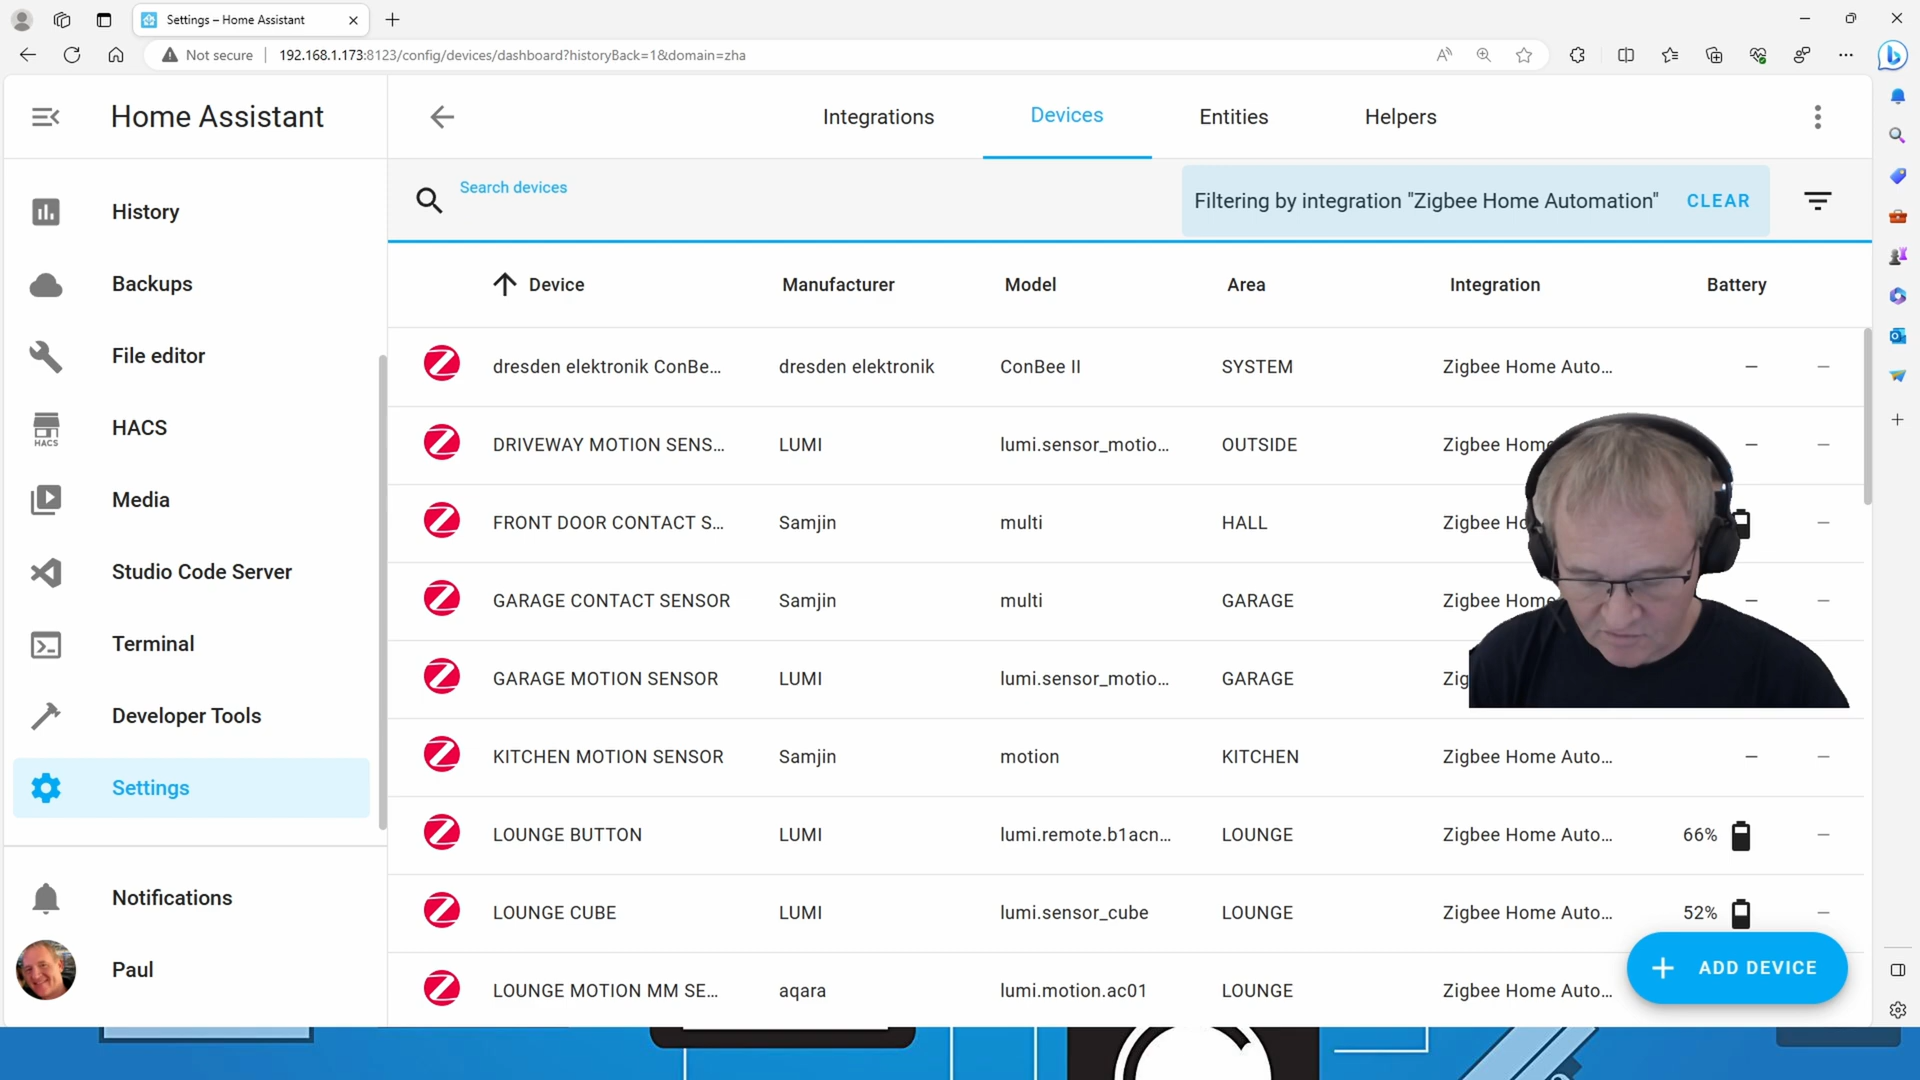 Settings – Home Assistant
Not secure
192.168.1.173:8123/config/devices/dashboard?historyBack=1&domain=zha
Home Assistant
Integrations
Devices
Entities
Helpers
Search devices
Filtering by integration "Zigbee Home Automation"
CLEAR
History
Backups
File editor
HACS
HACS
Media
Studio Code Server
Terminal
Developer Tools
Settings
Notifications
Paul
Device Manufacturer Model Area Integration Battery
dresden elektronik ConBe... dresden elektronik ConBee II SYSTEM Zigbee Home Auto... – –
DRIVEWAY MOTION SENS... LUMI lumi.sensor_motio... OUTSIDE Zigbee Home – –
FRONT DOOR CONTACT S... Samjin multi HALL Zigbee Ho –
GARAGE CONTACT SENSOR Samjin multi GARAGE Zigbee Home – –
GARAGE MOTION SENSOR LUMI lumi.sensor_motio... GARAGE Zig
KITCHEN MOTION SENSOR Samjin motion KITCHEN Zigbee Home Auto... – –
LOUNGE BUTTON LUMI lumi.remote.b1acn... LOUNGE Zigbee Home Auto... 66% –
LOUNGE CUBE LUMI lumi.sensor_cube LOUNGE Zigbee Home Auto... 52% –
LOUNGE MOTION MM SE... aqara lumi.motion.ac01 LOUNGE Zigbee Home Auto...
ADD DEVICE